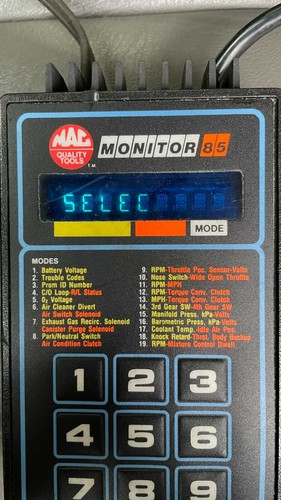 MAC
QUALITY
TOOLS
T.M.
MONITOR 85
SELEC
MODE
MODES
1. Battery Voltage
2. Trouble Codes
3. Prom ID Number
4. C/O Loop-R/L Status
5. O₂ Voltage
6. Air Cleaner Divert
Air Switch Solenoid
7. Exhaust Gas Recirc. Solenoid
Canister Purge Solenoid
8. Park/Neutral Switch
Air Condition Clutch
9. RPM-Throttle Pos. Sensor-Volts
10. Nose Switch-Wide Open Throttle
11. RPM-MPH
12. RPM-Torque Conv. Clutch
13. MPH-Torque Conv. Clutch
14. 3rd Gear SW-4th Gear SW
15. Manifold Press. kPa-Volts
16. Barometric Press. kPa-Volts
17. Coolant Temp.-Idle Air Pos.
18. Knock Retard-Throt. Body Backup
19. RPM-Mixture Control Dwell
1 2 3
4 5 6
7 8 9